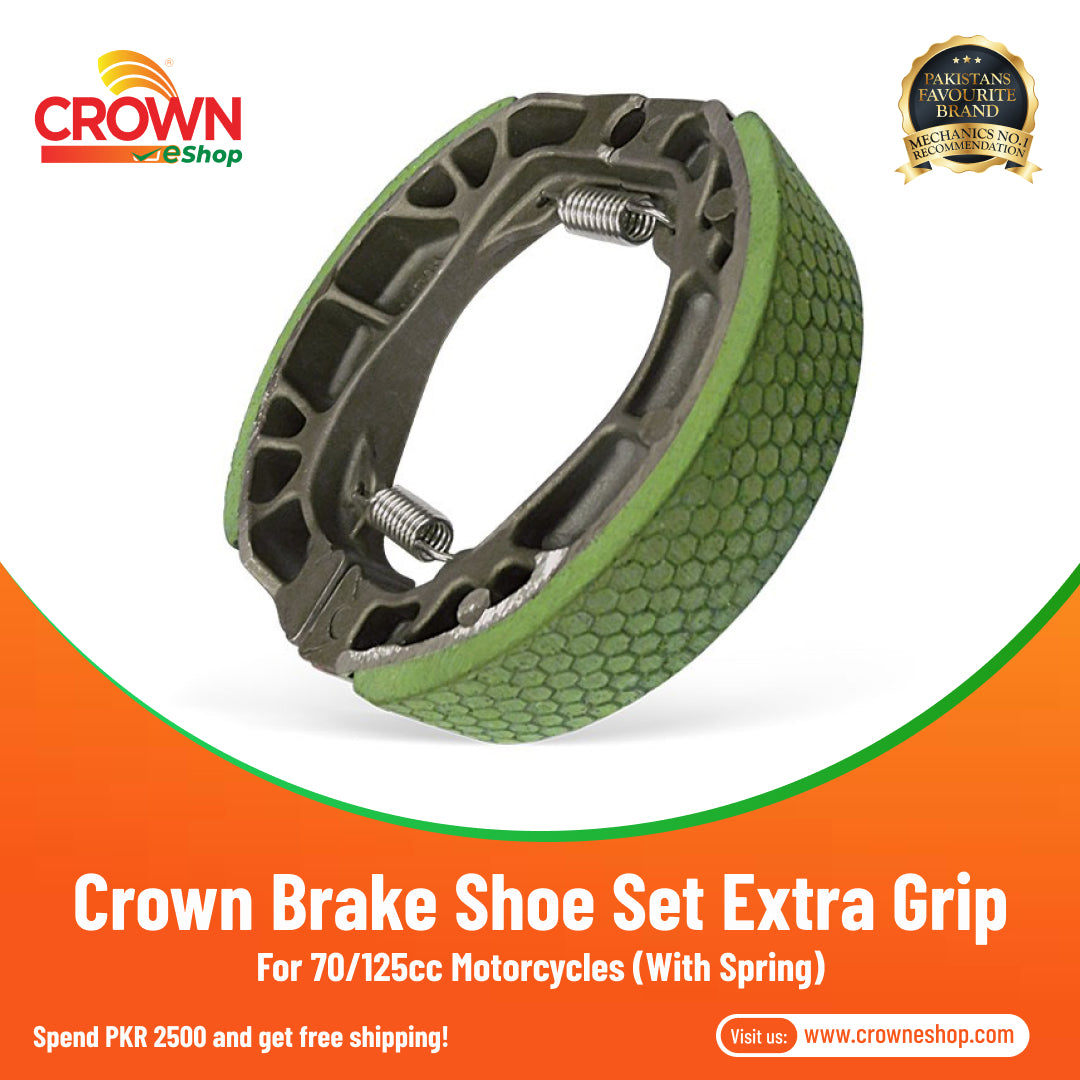 CROWN®
eShop
PAKISTANS
FAVOURITE
BRAND
MECHANICS NO.1
RECOMMENDATION
Crown Brake Shoe Set Extra Grip
For 70/125cc Motorcycles (With Spring)
Spend PKR 2500 and get free shipping!
Visit us: www.crowneshop.com